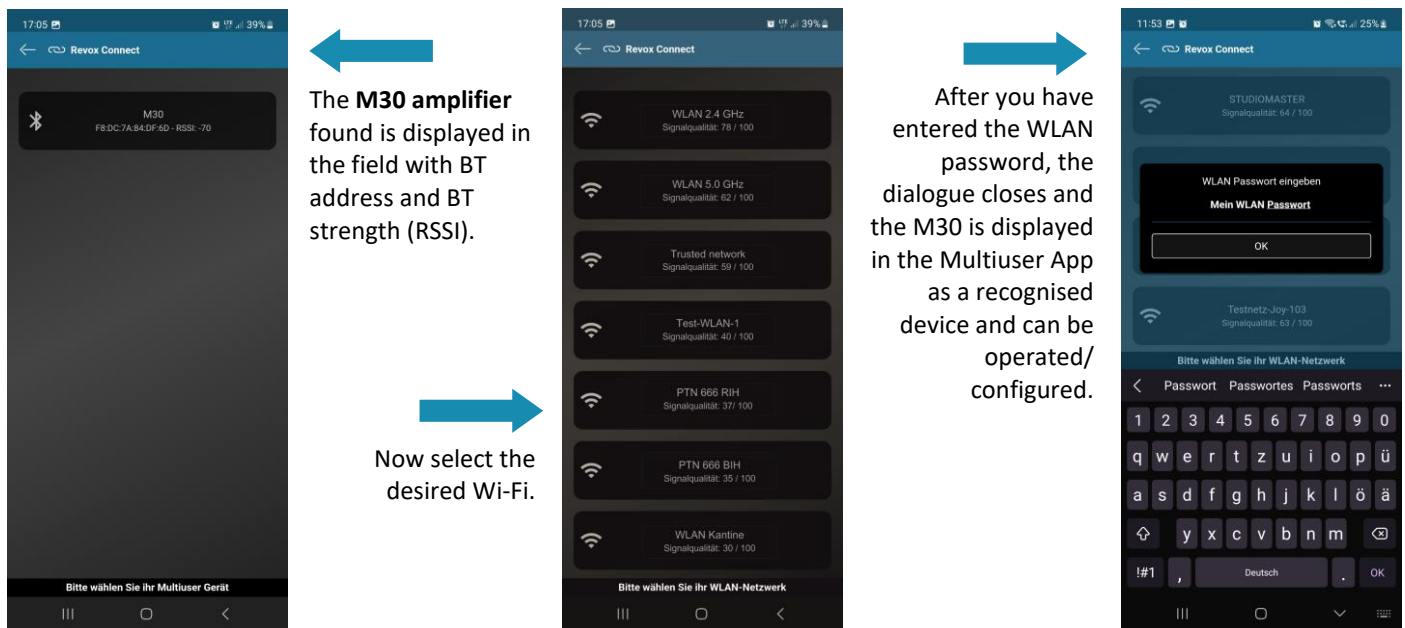 17:05
LTE 39%
Revox Connect
M30
F8:DC:7A:84:DF:6D - RSSI: -70
Bitte wählen Sie ihr Multiuser Gerät
The M30 amplifier
found is displayed in
the field with BT
address and BT
strength (RSSI).
Now select the
desired Wi-Fi.
17:05
LTE 39%
Revox Connect
WLAN 2.4 GHz
Signalqualität: 78 / 100
WLAN 5.0 GHz
Signalqualität: 62 / 100
Trusted network
Signalqualität: 59 / 100
Test-WLAN-1
Signalqualität: 40 / 100
PTN 666 RIH
Signalqualität: 37/ 100
PTN 666 BIH
Signalqualität: 35 / 100
WLAN Kantine
Signalqualität: 30 / 100
Bitte wählen Sie ihr WLAN-Netzwerk
After you have
entered the WLAN
password, the
dialogue closes and
the M30 is displayed
in the Multiuser App
as a recognised
device and can be
operated/
configured.
11:53
25%
Revox Connect
STUDIOMASTER
Signalqualität: 64 / 100
WLAN Passwort eingeben
Mein WLAN Passwort
OK
Testnetz-Joy-103
Signalqualität: 63 / 100
Bitte wählen Sie ihr WLAN-Netzwerk
Passwort Passwortes Passworts ...
1 2 3 4 5 6 7 8 9 0
q w e r t z u i o p ü
a s d f g h j k l ö ä
y x c v b n m
!#1 , Deutsch . OK